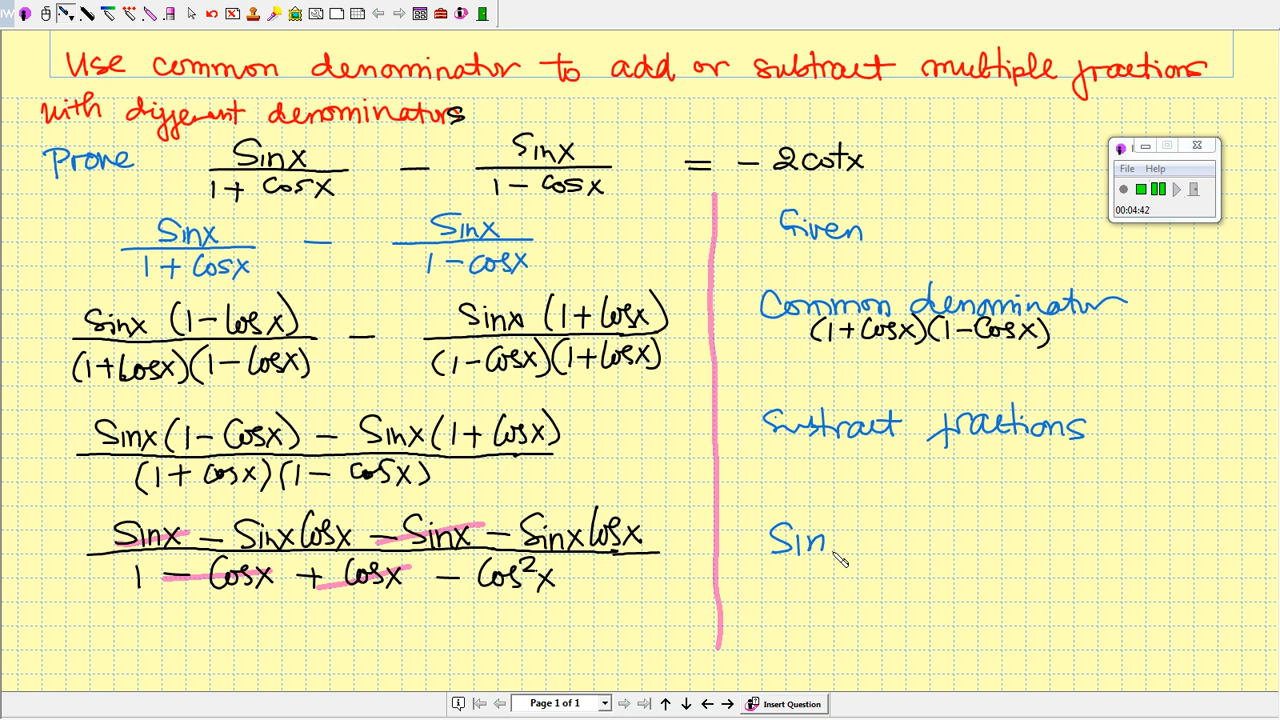 Use common denominator to add or subtract multiple fractions
with different denominators
Prove sinx/(1 + cosx) − sinx/(1 − cosx) = − 2cotx
File Help
00:04:42
Sinx/(1 + cosx) − Sinx/(1 − cosx) Given
sinx (1 − cosx)/((1+cosx)(1 − cosx)) − sinx (1 + cosx)/((1 − cosx)(1 + cosx)) Common denominator
(1 + cosx)(1 − cosx)
(Sinx(1 − cosx) − sinx(1 + cosx))/((1 + cosx)(1 − cosx)) Subtract fractions
(Sinx − sinx cosx − sinx − sinx cosx)/(1 − cosx + cosx − cos²x) Sin
Page 1 of 1
Insert Question